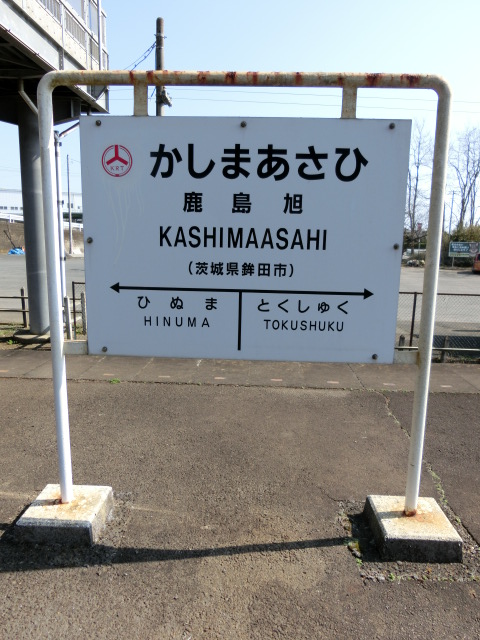 KRT
かしまあさひ
鹿島旭
KASHIMAASAHI
(茨城県鉾田市)
ひぬま とくしゅく
HINUMA TOKUSHUKU